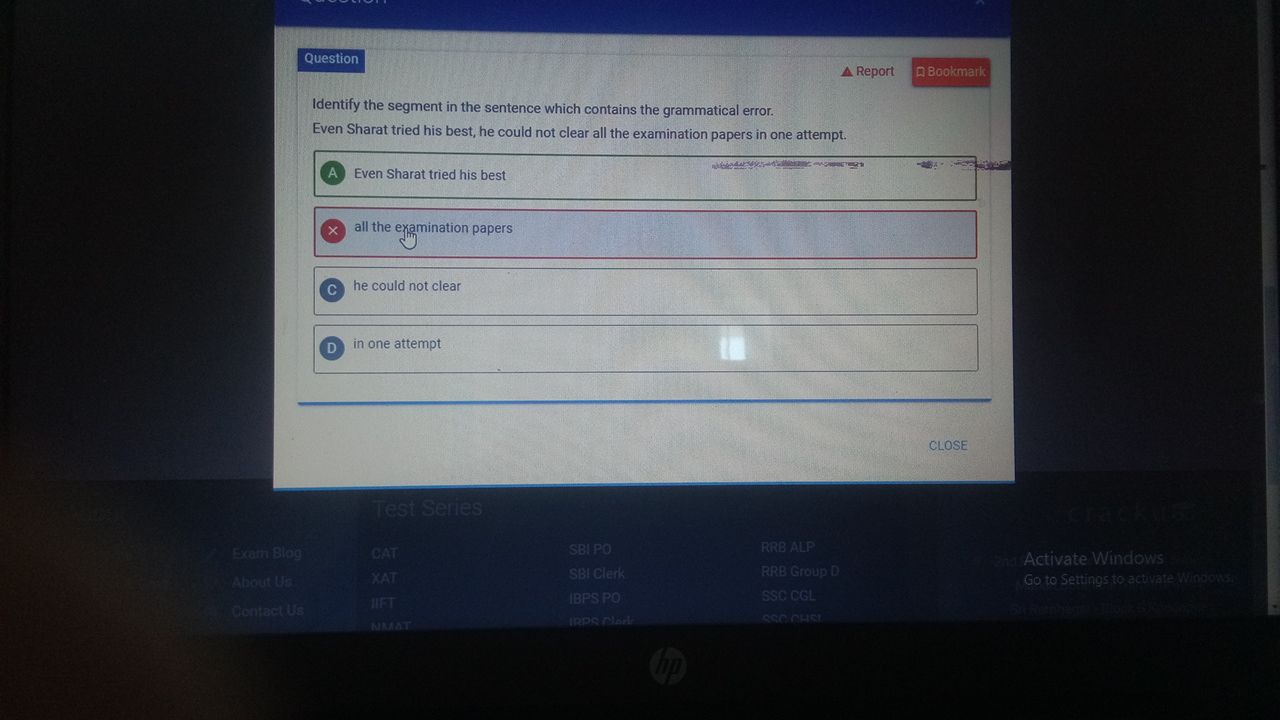 Question
Question
Report
Bookmark
Identify the segment in the sentence which contains the grammatical error.
Even Sharat tried his best, he could not clear all the examination papers in one attempt.
A Even Sharat tried his best
all the examination papers
C he could not clear
D in one attempt
CLOSE
Test Series
Exam Blog
About Us
Contact Us
CAT
XAT
IIFT
NMAT
SBI PO
SBI Clerk
IBPS PO
IBPS Clerk
RRB ALP
RRB Group D
SSC CGL
SSC CHSL
cracku
Activate Windows
Go to Settings to activate Windows.
hp